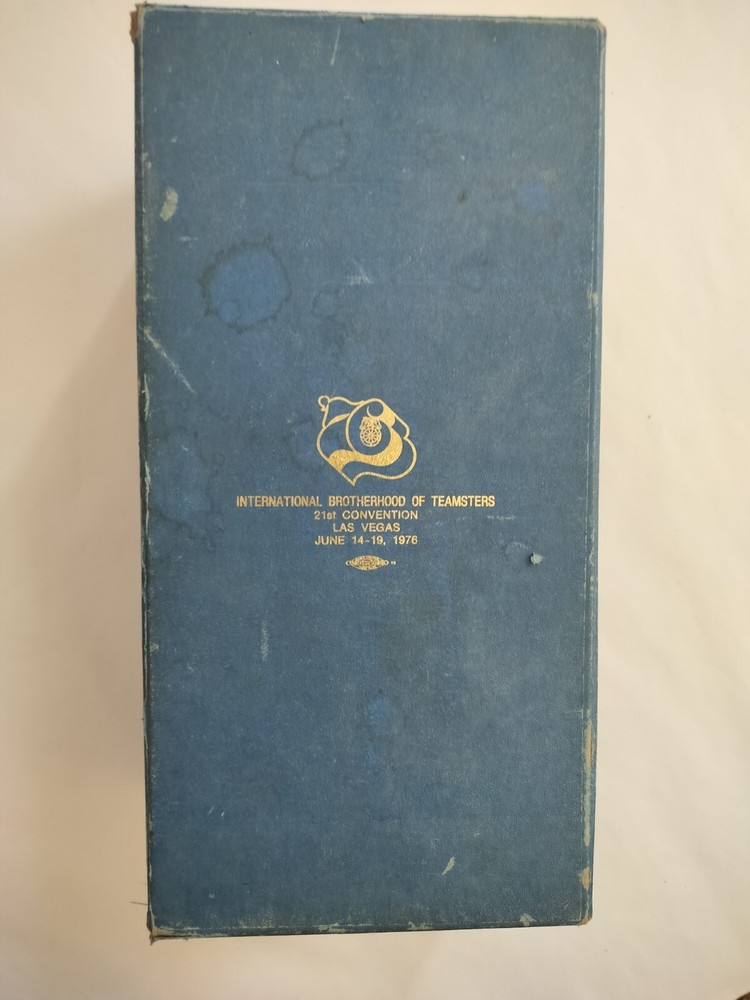 INTERNATIONAL BROTHERHOOD OF TEAMSTERS
21st CONVENTION
LAS VEGAS
JUNE 14-19, 1976